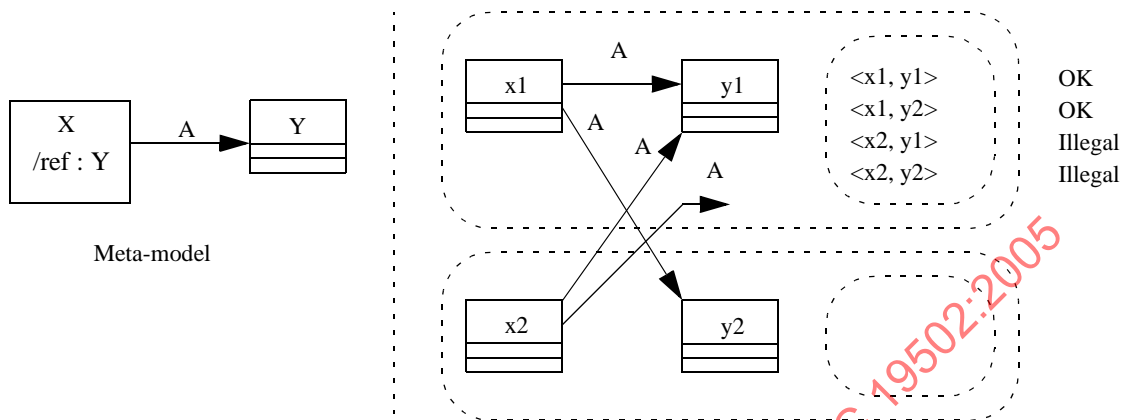 X
/ref : Y
A
Y
Meta-model
A
x1
y1
A
A
A
x2
y2
<x1, y1> OK
<x1, y2> OK
<x2, y1> Illegal
<x2, y2> Illegal
19502:2005